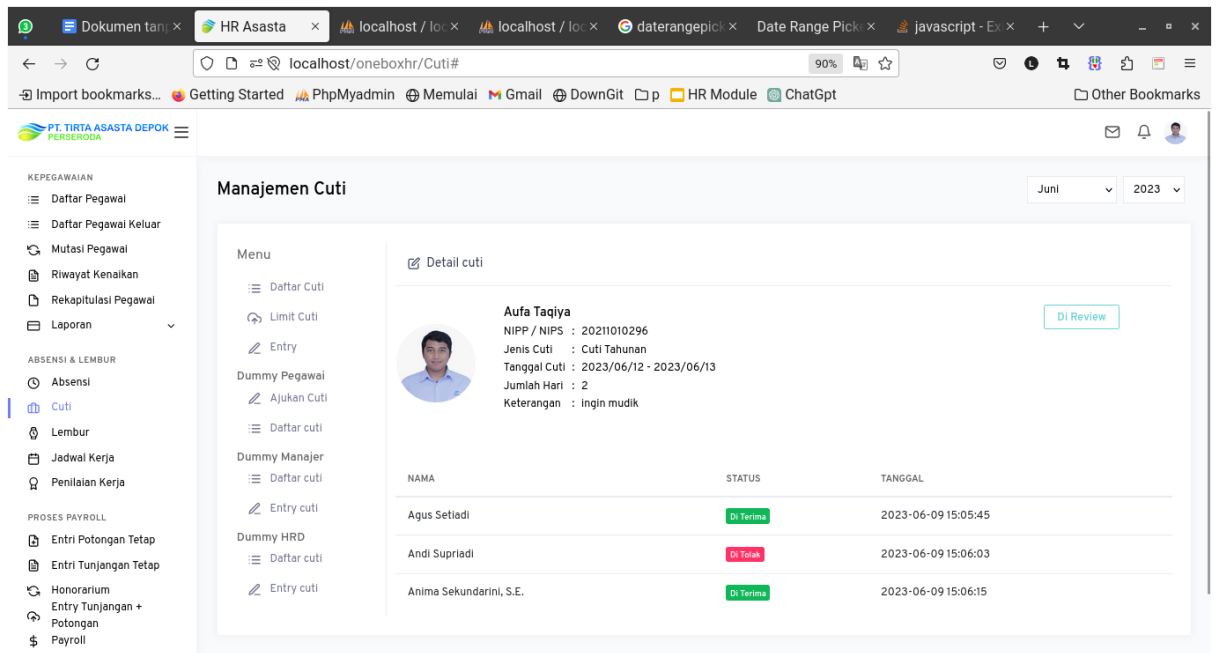 3 Dokumen tan
HR Asasta
localhost / loc
localhost / loc
daterangepick
Date Range Picke
javascript - Ex
localhost/oneboxhr/Cuti#
90%
Import bookmarks...
Getting Started
PhpMyadmin
Memulai
Gmail
DownGit
p
HR Module
ChatGpt
Other Bookmarks
PT. TIRTA ASASTA DEPOK
PERSERODA
KEPEGAWAIAN
Daftar Pegawai
Daftar Pegawai Keluar
Mutasi Pegawai
Riwayat Kenaikan
Rekapitulasi Pegawai
Laporan
ABSENSI & LEMBUR
Absensi
Cuti
Lembur
Jadwal Kerja
Penilaian Kerja
PROSES PAYROLL
Entri Potongan Tetap
Entri Tunjangan Tetap
Honorarium
Entry Tunjangan +
Potongan
Payroll
Manajemen Cuti
Juni
2023
Menu
Daftar Cuti
Limit Cuti
Entry
Dummy Pegawai
Ajukan Cuti
Daftar cuti
Dummy Manajer
Daftar cuti
Entry cuti
Dummy HRD
Daftar cuti
Entry cuti
Detail cuti
Aufa Taqiya
NIPP / NIPS : 20211010296
Jenis Cuti : Cuti Tahunan
Tanggal Cuti : 2023/06/12 - 2023/06/13
Jumlah Hari : 2
Keterangan : ingin mudik
Di Review
NAMA STATUS TANGGAL
Agus Setiadi Di Terima 2023-06-09 15:05:45
Andi Supriadi Di Tolak 2023-06-09 15:06:03
Anima Sekundarini, S.E. Di Terima 2023-06-09 15:06:15